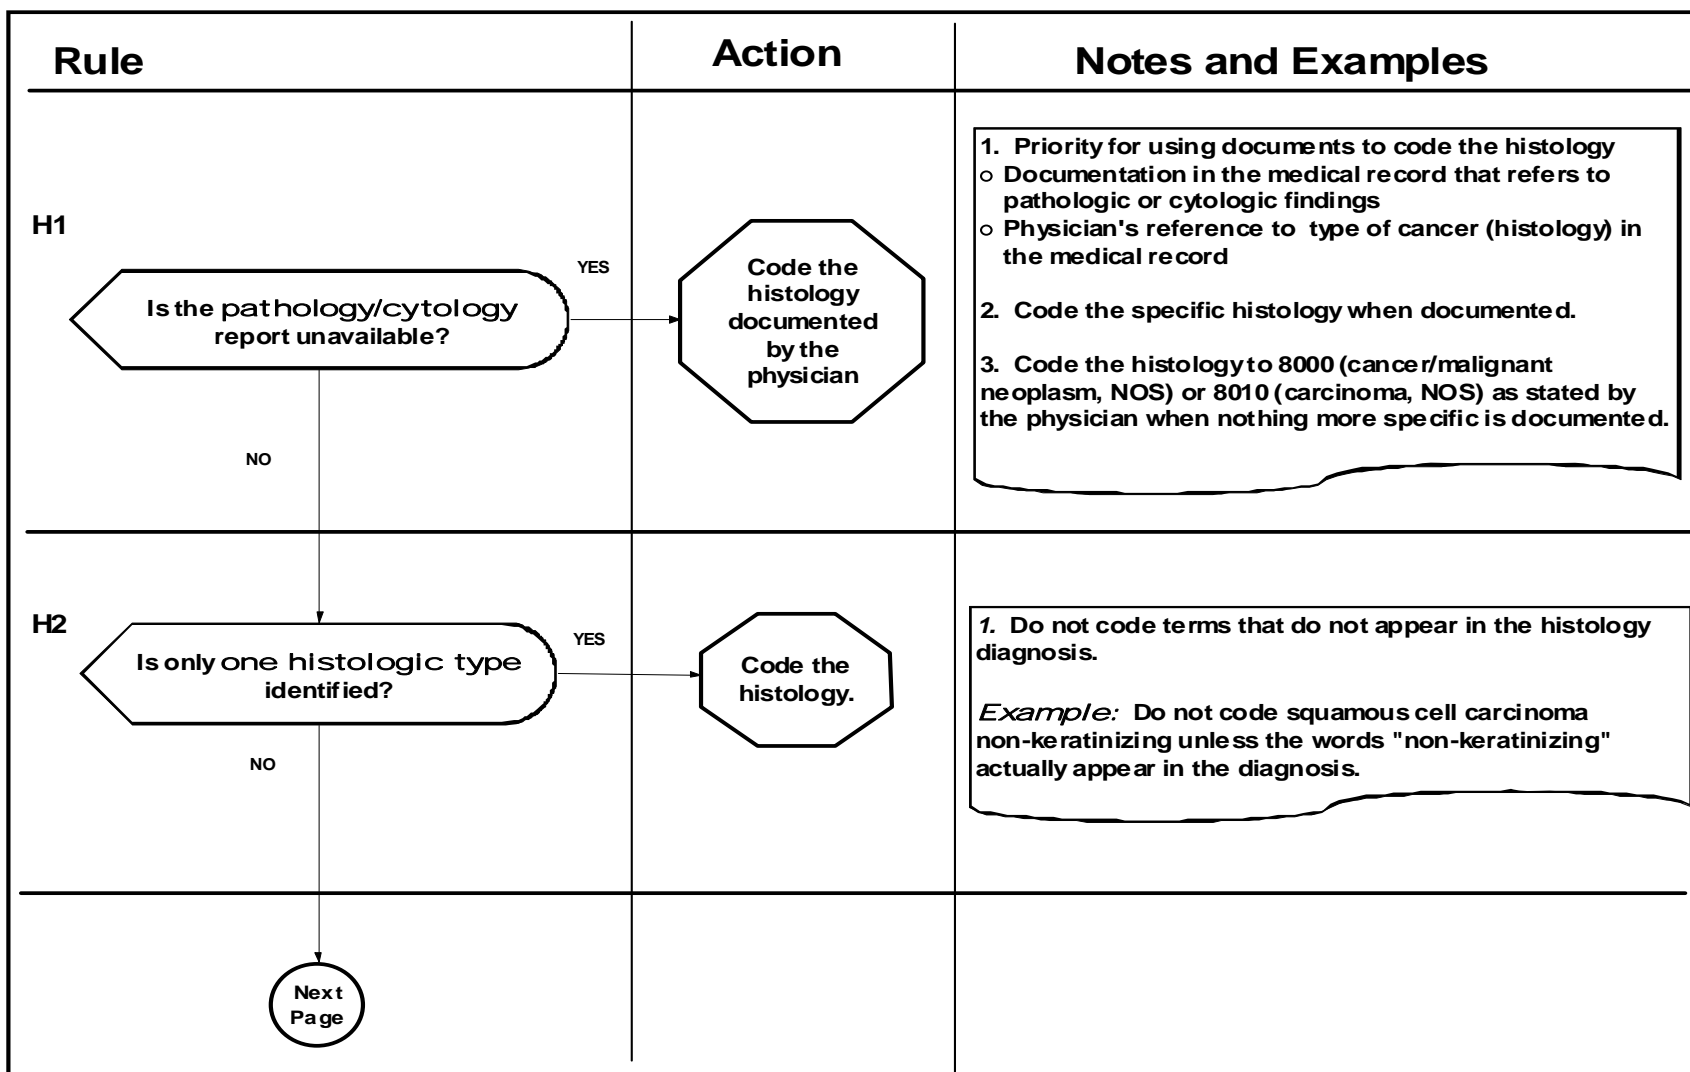 Rule
Action
Notes and Examples
H1
Is the pathology/cytology
report unavailable?
YES
NO
Code the
histology
documented
by the
physician
1. Priority for using documents to code the histology
o Documentation in the medical record that refers to
pathologic or cytologic findings
o Physician's reference to type of cancer (histology) in
the medical record
2. Code the specific histology when documented.
3. Code the histology to 8000 (cancer/malignant
neoplasm, NOS) or 8010 (carcinoma, NOS) as stated by
the physician when nothing more specific is documented.
H2
Is only one histologic type
identified?
YES
NO
Code the
histology.
1. Do not code terms that do not appear in the histology
diagnosis.
Example: Do not code squamous cell carcinoma
non-keratinizing unless the words "non-keratinizing"
actually appear in the diagnosis.
Next
Page